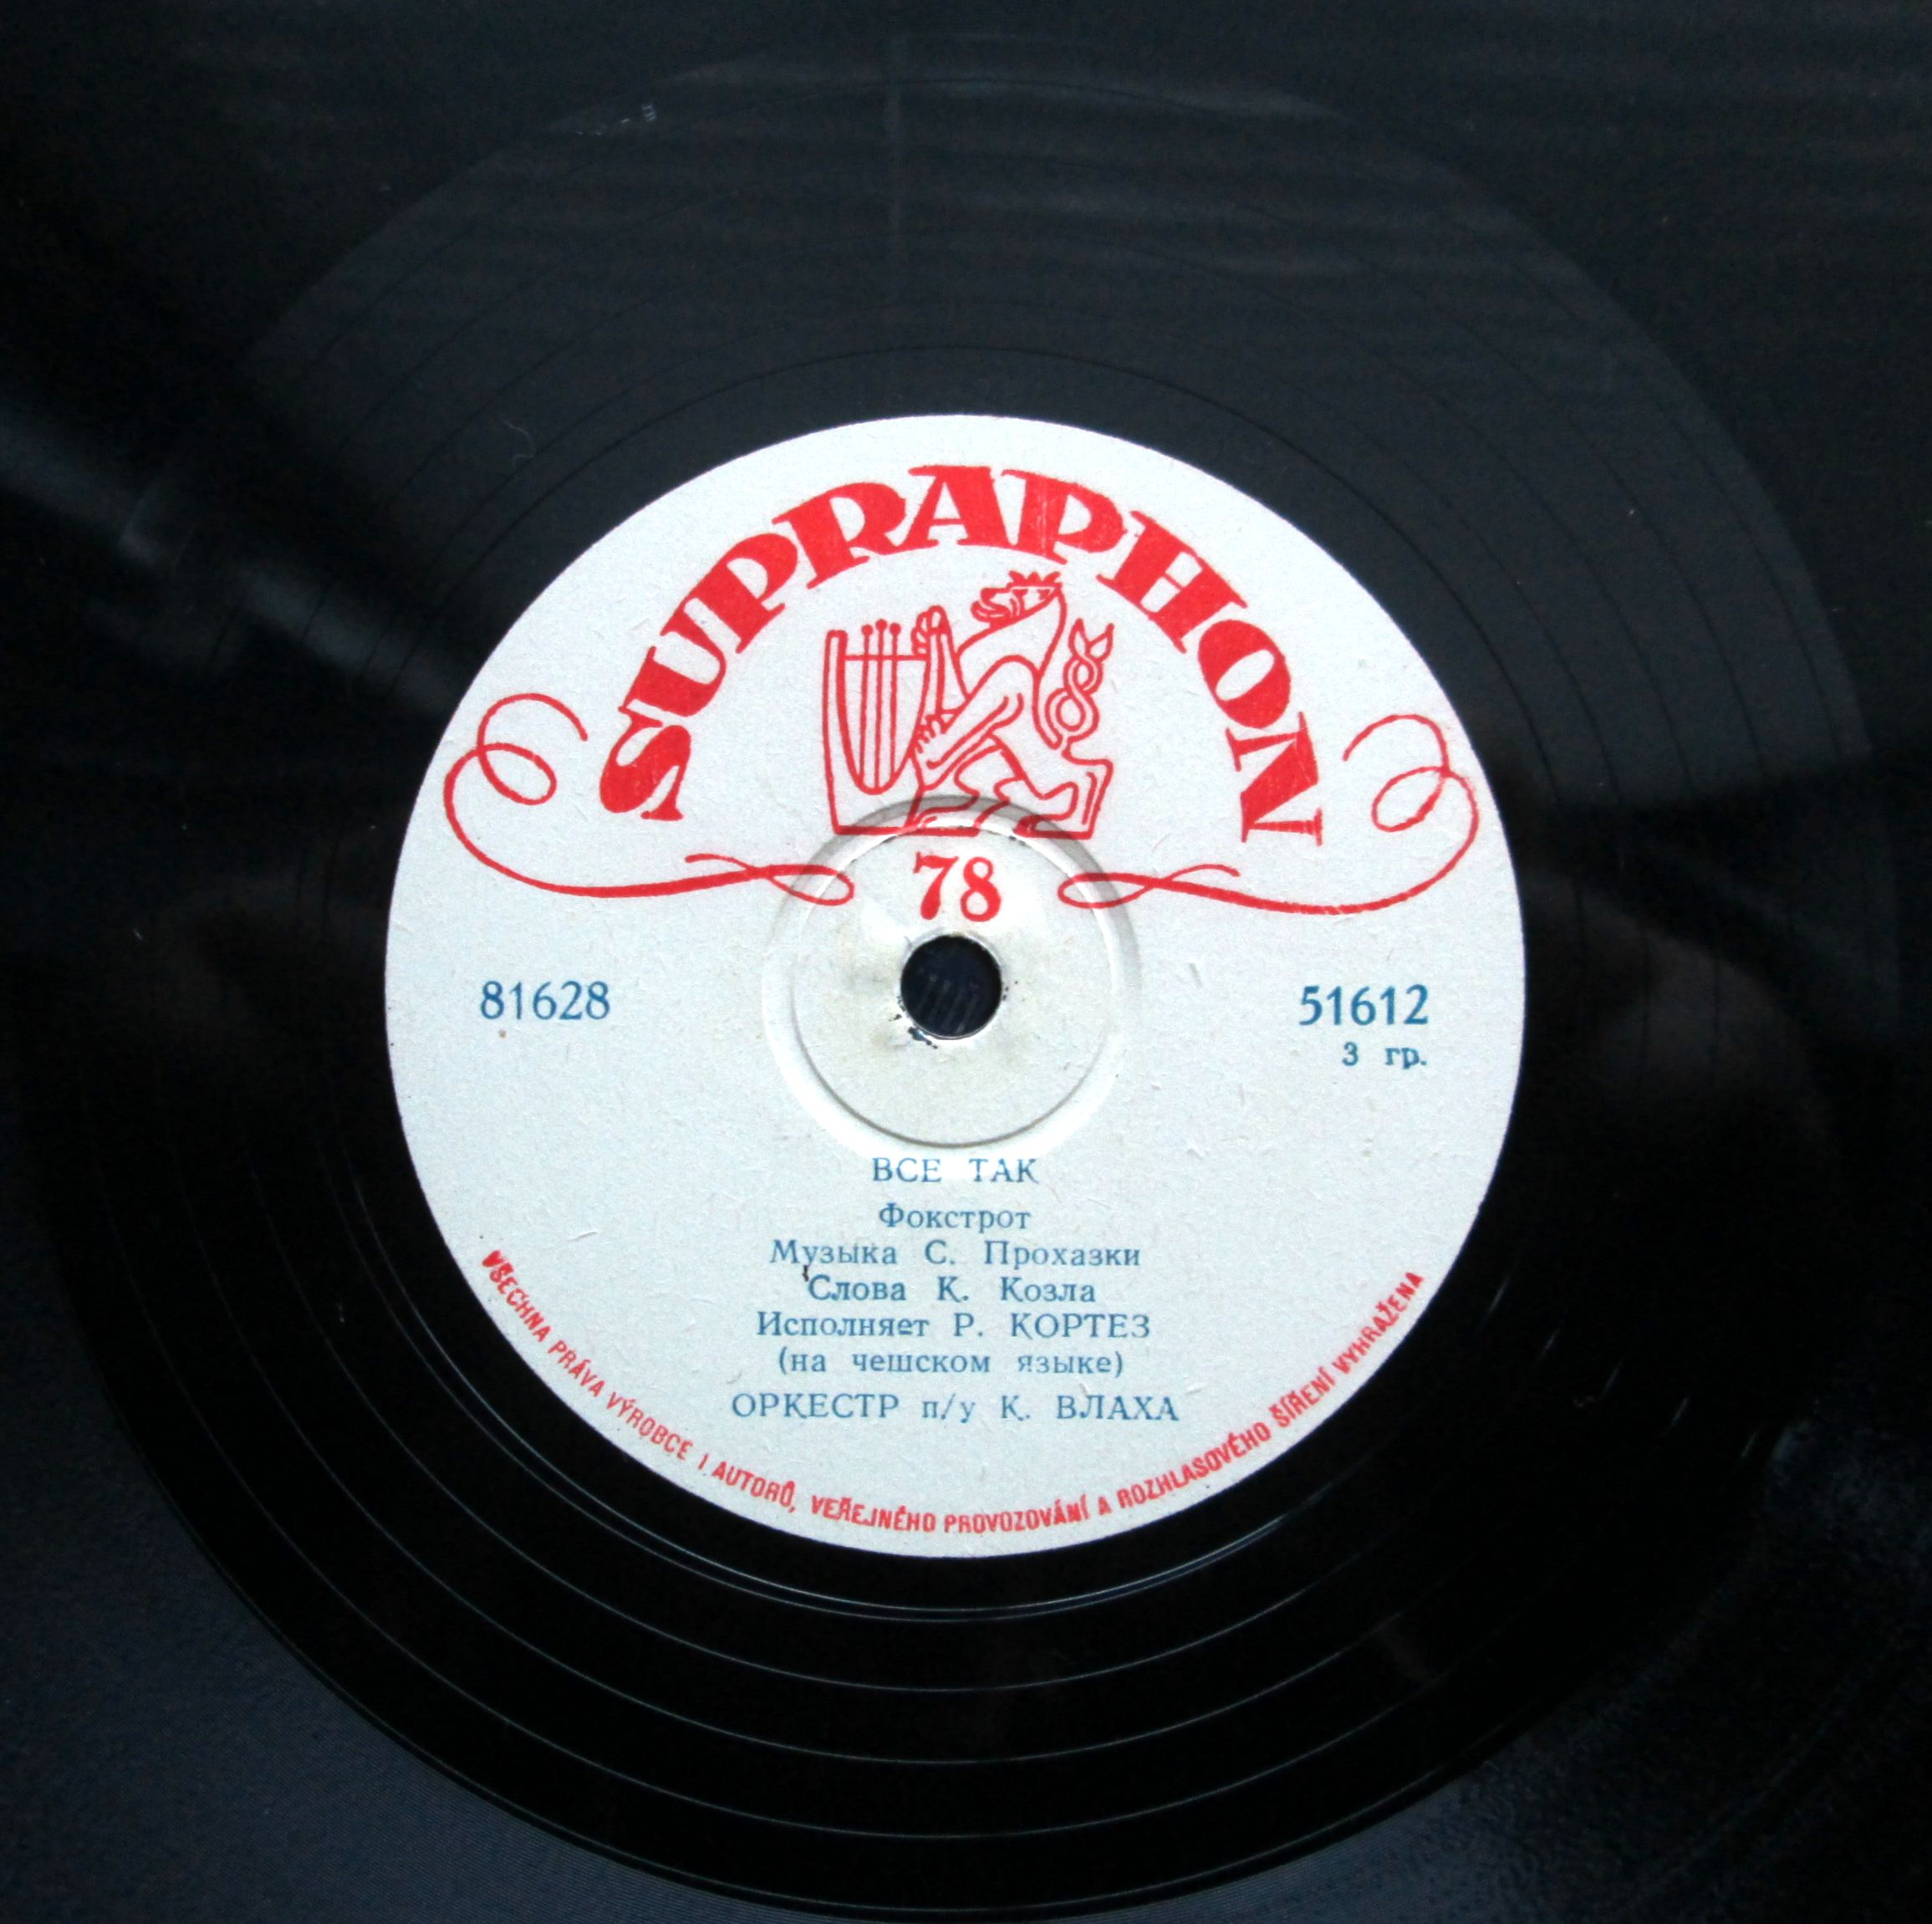 SUPRAPHON
78
81628
51612
3 гр.
ВСЕ ТАК
Фокстрот
Музыка С. Прохазки
Слова К. Козла
Исполняет Р. КОРТЕЗ
(на чешском языке)
ОРКЕСТР п/у К. ВЛАХА
VŠECHNA PRÁVA VÝROBCE I AUTORŮ, VEŘEJNÉHO PROVOZOVÁNÍ A ROZHLASOVÉHO ŠÍŘENÍ VYHRAŽENA